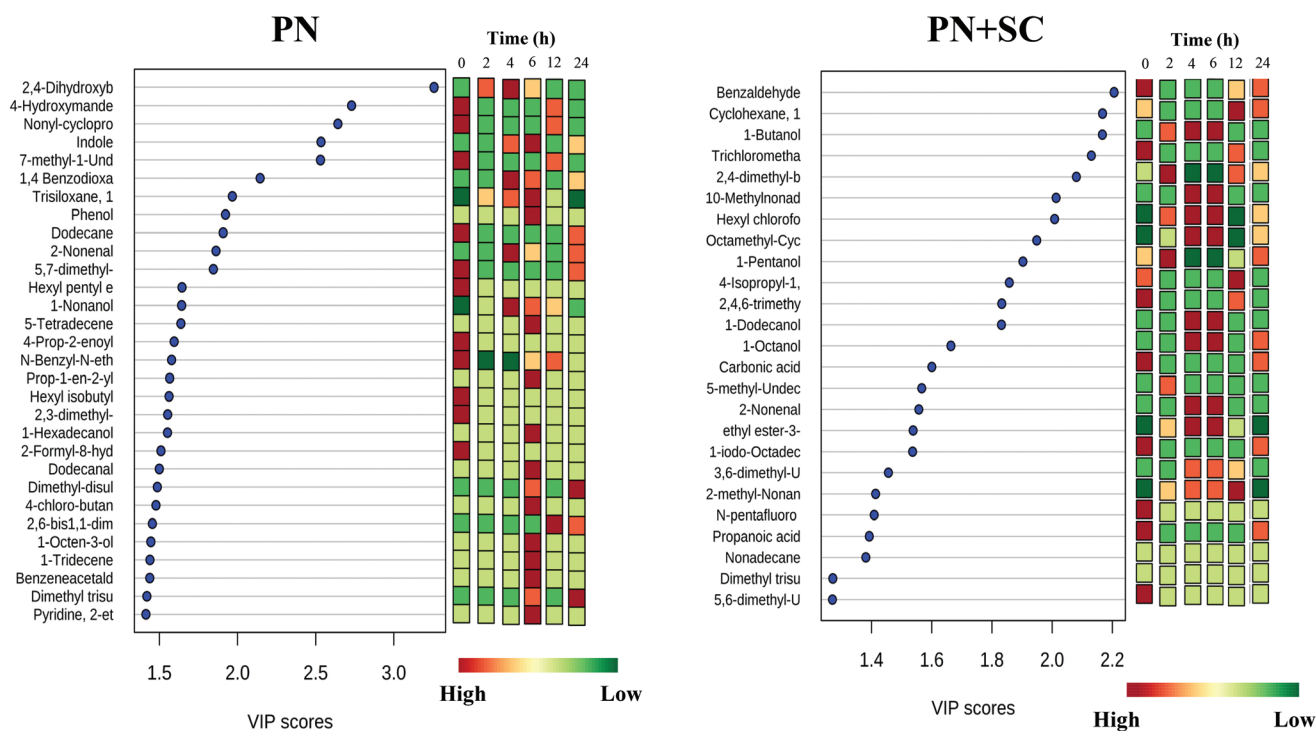 PN
Time (h)
0 2 4 6 12 24
2,4-Dihydroxyb
4-Hydroxymande
Nonyl-cyclopro
Indole
7-methyl-1-Und
1,4 Benzodioxa
Trisiloxane, 1
Phenol
Dodecane
2-Nonenal
5,7-dimethyl-
Hexyl pentyl e
1-Nonanol
5-Tetradecene
4-Prop-2-enoyl
N-Benzyl-N-eth
Prop-1-en-2-yl
Hexyl isobutyl
2,3-dimethyl-
1-Hexadecanol
2-Formyl-8-hyd
Dodecanal
Dimethyl-disul
4-chloro-butan
2,6-bis1,1-dim
1-Octen-3-ol
1-Tridecene
Benzeneacetald
Dimethyl trisu
Pyridine, 2-et
1.5 2.0 2.5 3.0
VIP scores
High Low
PN+SC
Time (h)
0 2 4 6 12 24
Benzaldehyde
Cyclohexane, 1
1-Butanol
Trichlorometha
2,4-dimethyl-b
10-Methylnonad
Hexyl chlorofo
Octamethyl-Cyc
1-Pentanol
4-Isopropyl-1,
2,4,6-trimethy
1-Dodecanol
1-Octanol
Carbonic acid
5-methyl-Undec
2-Nonenal
ethyl ester-3-
1-iodo-Octadec
3,6-dimethyl-U
2-methyl-Nonan
N-pentafluoro
Propanoic acid
Nonadecane
Dimethyl trisu
5,6-dimethyl-U
1.4 1.6 1.8 2.0 2.2
VIP scores
High Low